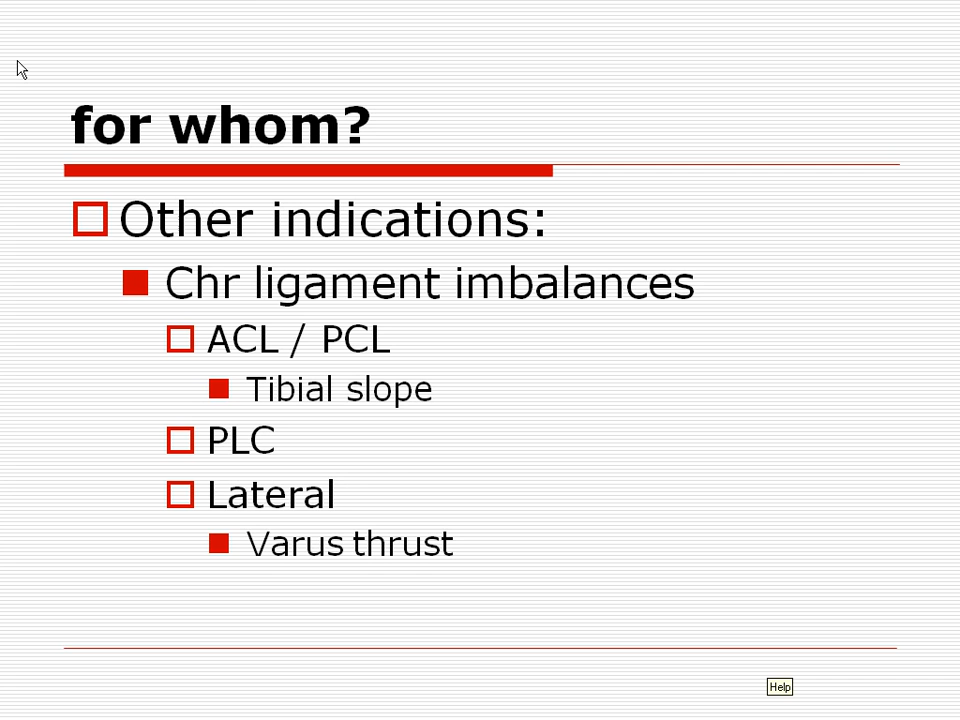 for whom?
Other indications:
Chr ligament imbalances
ACL / PCL
Tibial slope
PLC
Lateral
Varus thrust
Help